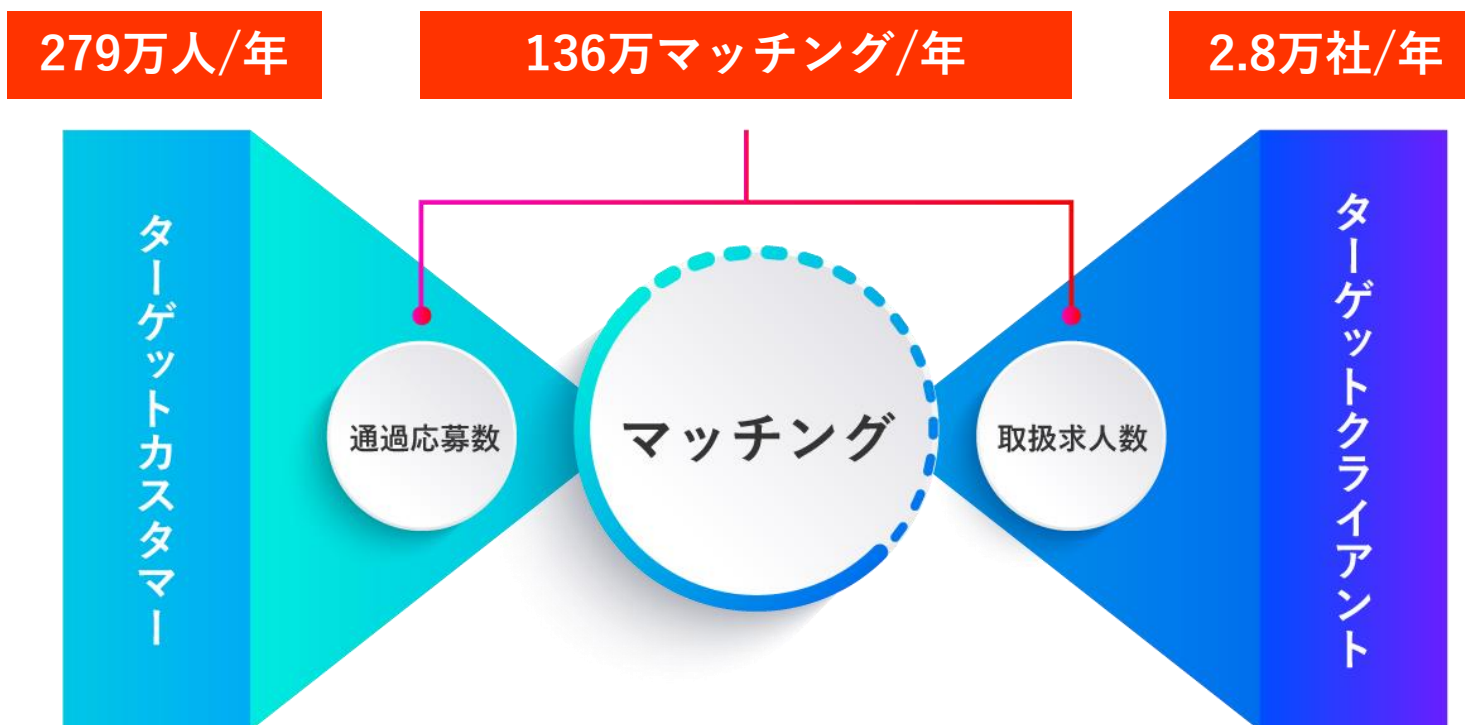 279万人/年
136万マッチング/年
2.8万社/年
ターゲットカスタマー
通過応募数
マッチング
取扱求人数
ターゲットクライアント